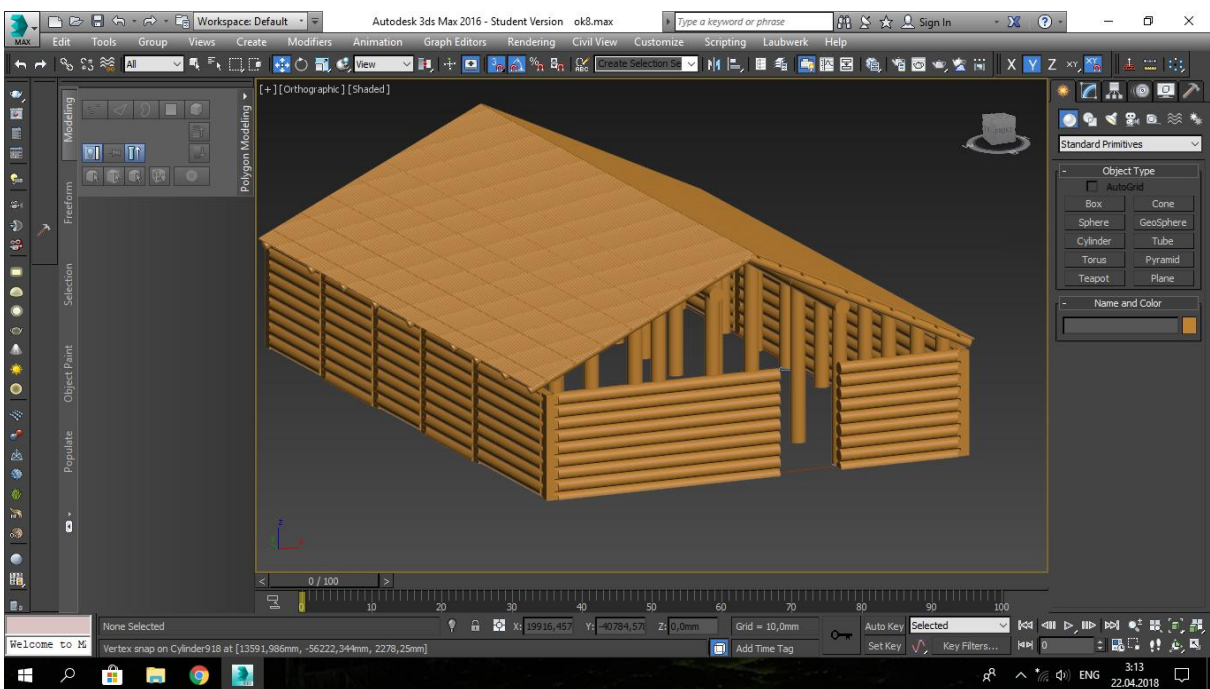 Workspace: Default
Autodesk 3ds Max 2016 - Student Version ok8.max
Type a keyword or phrase
Sign In
MAX
Edit Tools Group Views Create Modifiers Animation Graph Editors Rendering Civil View Customize Scripting Laubwerk Help
All
View
Create Selection Se
X Y Z XY
Modeling
Freeform
Selection
Object Paint
Populate
Polygon Modeling
[+] [Orthographic] [Shaded]
Standard Primitives
- Object Type
AutoGrid
Box Cone
Sphere GeoSphere
Cylinder Tube
Torus Pyramid
Teapot Plane
- Name and Color
z
x
< 0 / 100 >
0 10 20 30 40 50 60 70 80 90 100
None Selected
X: 19916,457 Y: -40784,57 Z: 0,0mm
Grid = 10,0mm
Auto Key Selected
Welcome to M
Vertex snap on Cylinder918 at [13591,986mm, -56222,344mm, 2278,25mm]
Add Time Tag
Set Key Key Filters...
0
ENG
3:13
22.04.2018